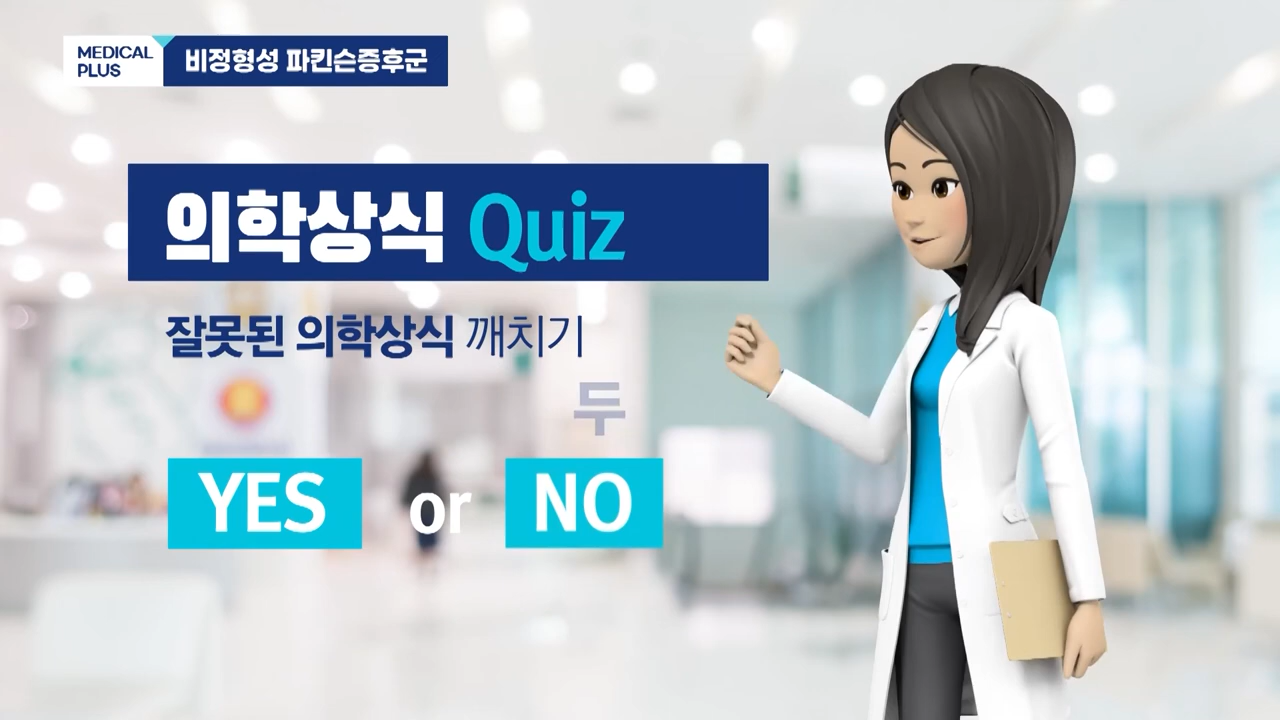 MEDICAL
PLUS
비정형성 파킨슨증후군
의학상식 Quiz
잘못된 의학상식 깨치기
두
YES or NO